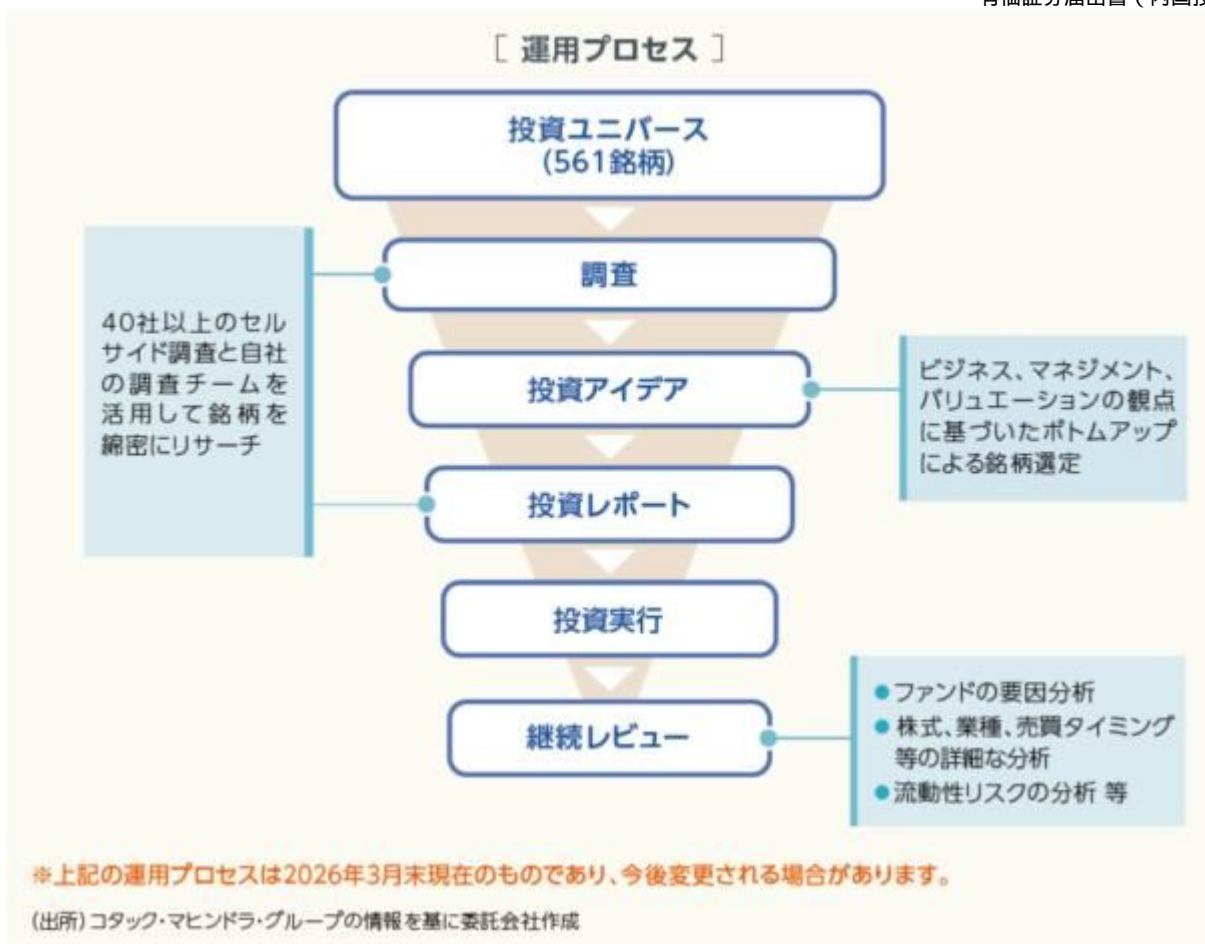 ［ 運用プロセス ］
投資ユニバース
(561銘柄)
調査
40社以上のセル
サイド調査と自社
の調査チームを
活用して銘柄を
綿密にリサーチ
投資アイデア
ビジネス、マネジメント、
バリュエーションの観点
に基づいたボトムアップ
による銘柄選定
投資レポート
投資実行
継続レビュー
●ファンドの要因分析
●株式、業種、売買タイミング
等の詳細な分析
●流動性リスクの分析 等
※上記の運用プロセスは2026年3月末現在のものであり、今後変更される場合があります。
(出所)コタック・マヒンドラ・グループの情報を基に委託会社作成